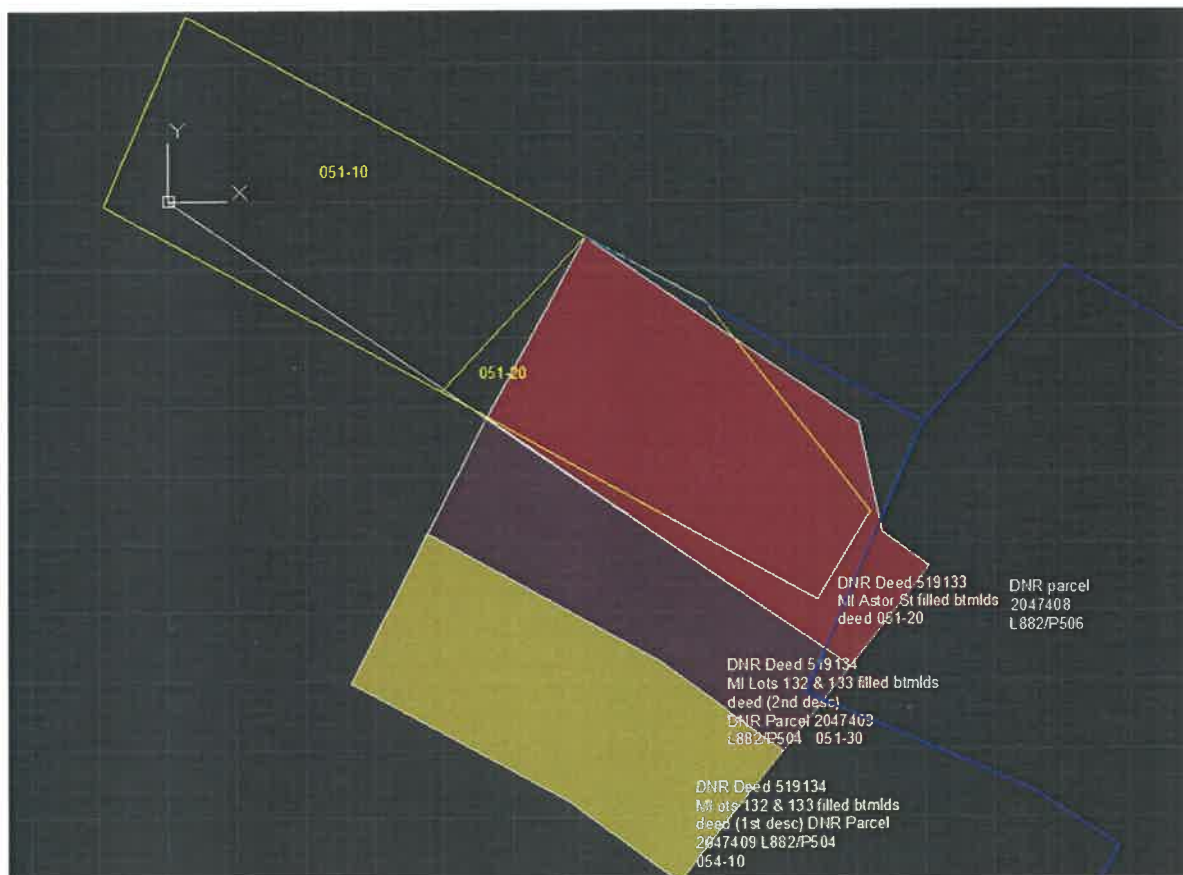 Y
X
051-10
051-20
DNR Deed 519133
MI Astor St filled btmlds
deed 051-20
DNR parcel
2047408
L882/P506
DNR Deed 519134
MI Lots 132 & 133 filled btmlds
deed (2nd desc)
DNR Parcel 2047409
L882/P504 051-30
DNR Deed 519134
MI Lots 132 & 133 filled btmlds
deed (1st desc) DNR Parcel
2047409 L882/P504
054-10